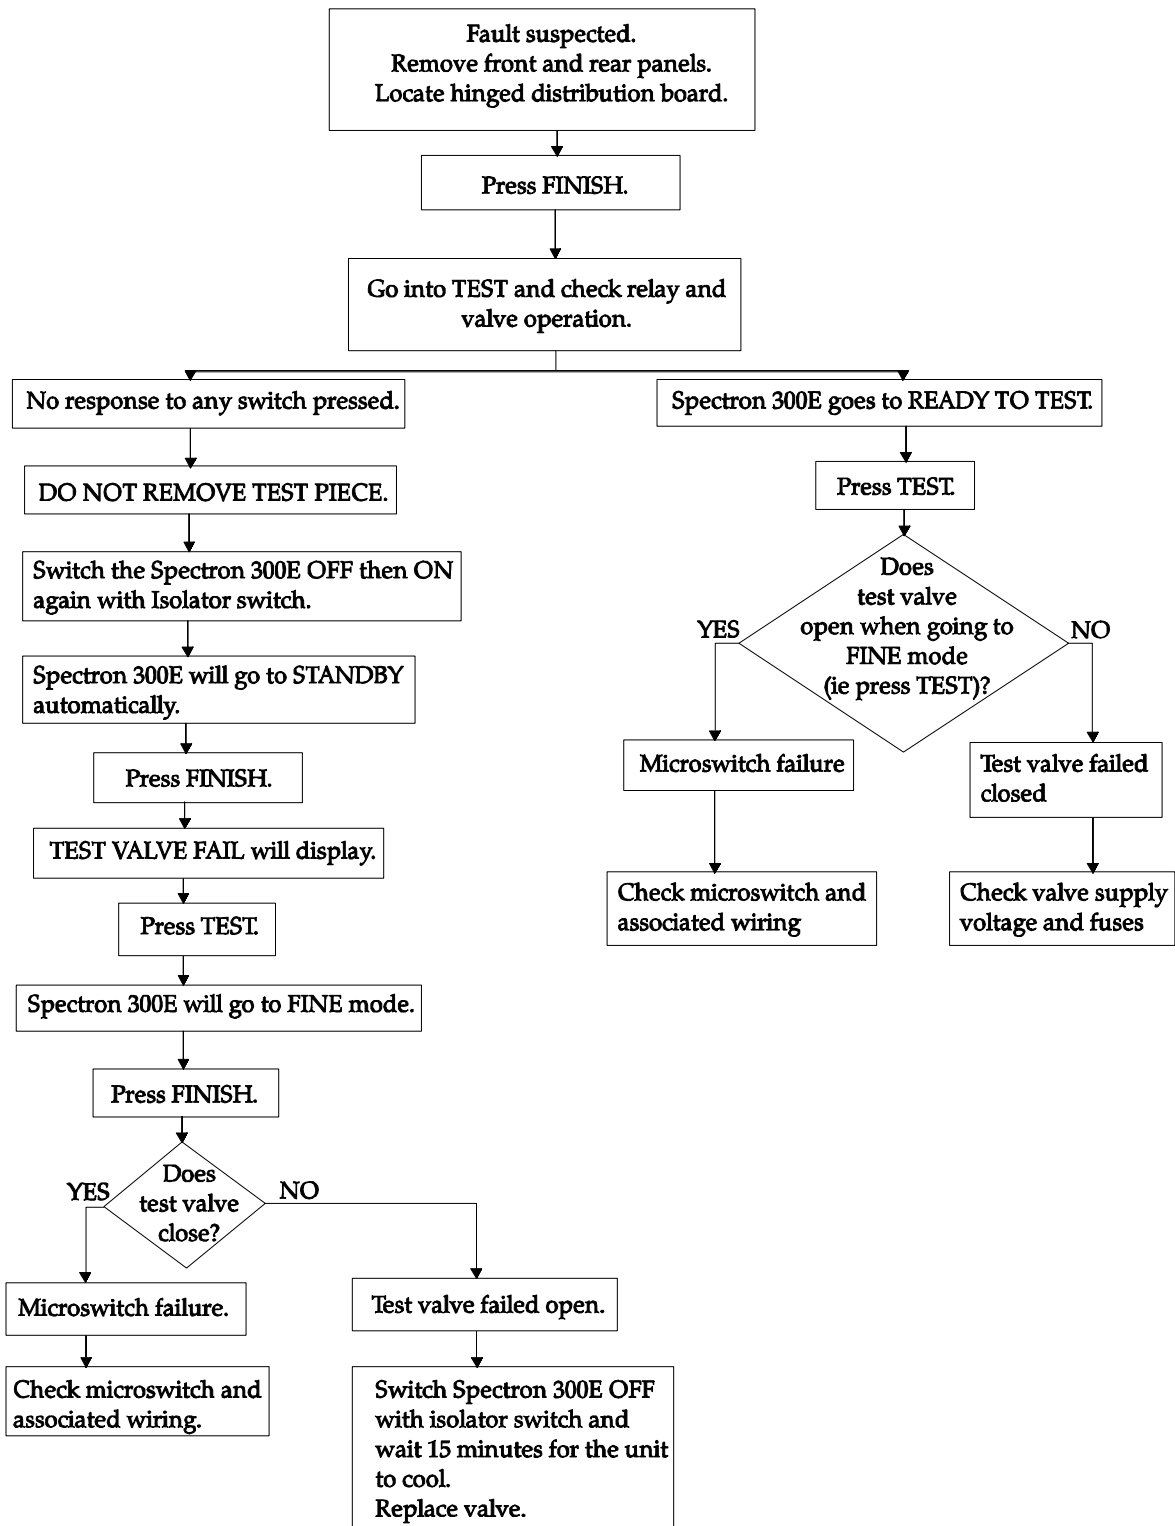 Fault suspected.
Remove front and rear panels.
Locate hinged distribution board.
Press FINISH.
Go into TEST and check relay and
valve operation.
No response to any switch pressed.
DO NOT REMOVE TEST PIECE.
Switch the Spectron 300E OFF then ON
again with Isolator switch.
Spectron 300E will go to STANDBY
automatically.
Press FINISH.
TEST VALVE FAIL will display.
Press TEST.
Spectron 300E will go to FINE mode.
Press FINISH.
Does
test valve
close?
YES
NO
Microswitch failure.
Check microswitch and
associated wiring.
Test valve failed open.
Switch Spectron 300E OFF
with isolator switch and
wait 15 minutes for the unit
to cool.
Replace valve.
Spectron 300E goes to READY TO TEST.
Press TEST.
Does
test valve
open when going to
FINE mode
(ie press TEST)?
YES
NO
Microswitch failure
Check microswitch and
associated wiring
Test valve failed
closed
Check valve supply
voltage and fuses